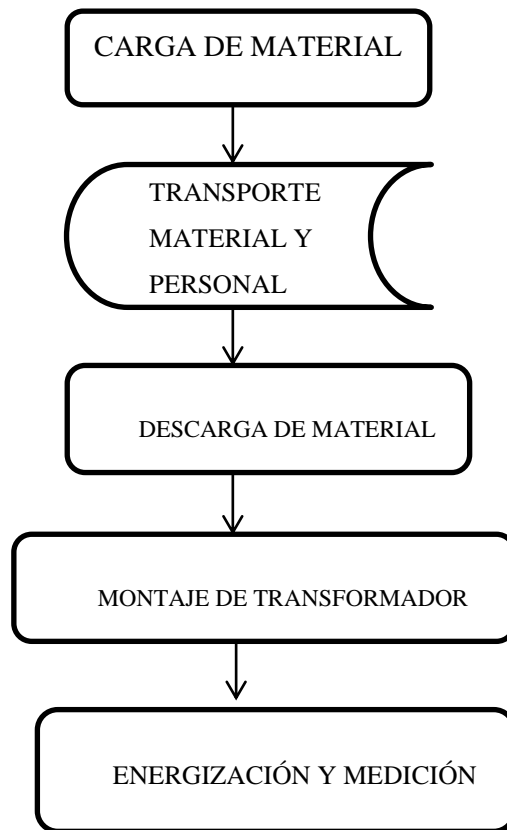 CARGA DE MATERIAL
TRANSPORTE
MATERIAL Y
PERSONAL
DESCARGA DE MATERIAL
MONTAJE DE TRANSFORMADOR
ENERGIZACIÓN Y MEDICIÓN